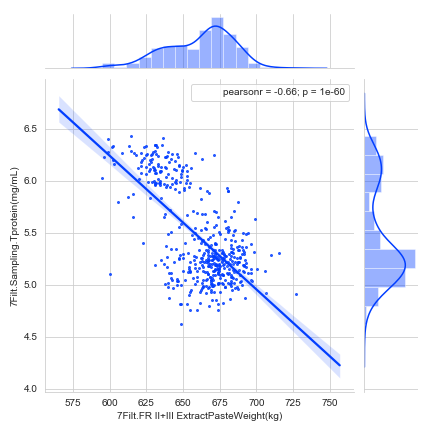 pearsonr = -0.66; p = 1e-60
7Filt.Sampling.Tprotein(mg/mL)
6.5
6.0
5.5
5.0
4.5
4.0
575 600 625 650 675 700 725 750
7Filt.FR II+III ExtractPasteWeight(kg)